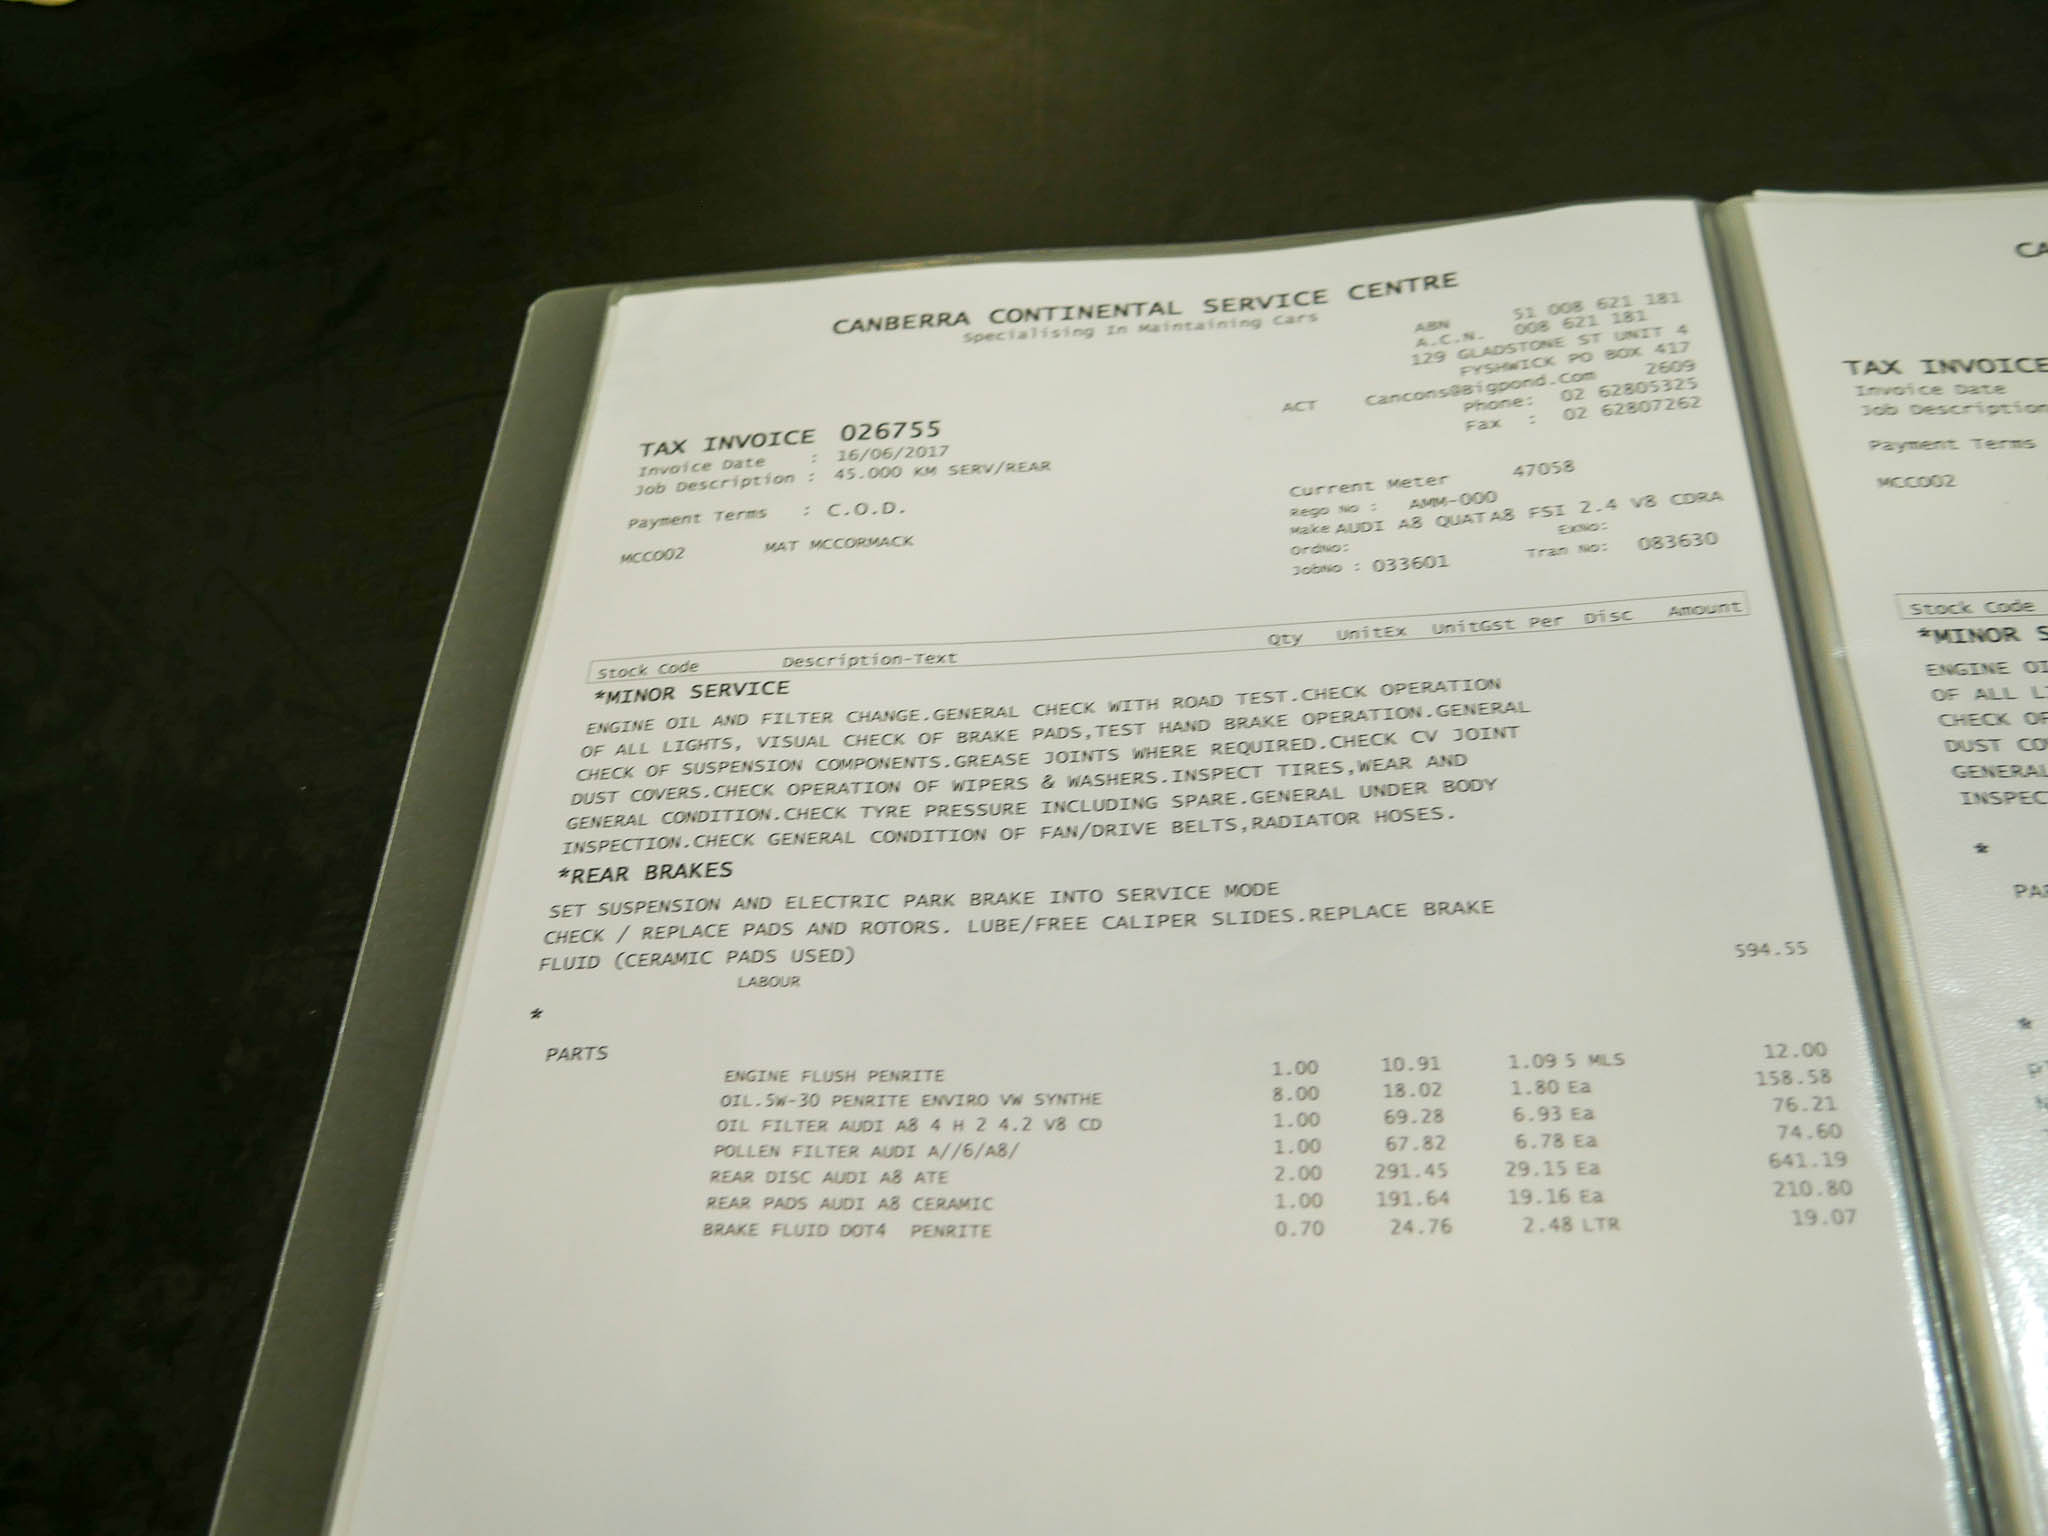 CANBERRA CONTINENTAL SERVICE CENTRE
Specialising In Maintaining Cars
ABN 51 008 621 181
A.C.N. 008 621 181
129 GLADSTONE ST UNIT 4
FYSHWICK PO BOX 417
ACT 2609
Cancons@Bigpond.Com
Phone: 02 62805325
Fax : 02 62807262
TAX INVOICE 026755
Invoice Date : 16/06/2017
Job Description : 45.000 KM SERV/REAR
Payment Terms : C.O.D.
MCC002 MAT MCCORMACK
Current Meter 47058
Rego No : AMM-000
Make AUDI A8 QUATA8 FSI 2.4 V8 CDRA
OrdNo: ExNo:
JobNo : 033601 Tran No: 083630
Stock Code Description-Text Qty UnitEx UnitGst Per Disc Amount
*MINOR SERVICE
ENGINE OIL AND FILTER CHANGE.GENERAL CHECK WITH ROAD TEST.CHECK OPERATION
OF ALL LIGHTS, VISUAL CHECK OF BRAKE PADS,TEST HAND BRAKE OPERATION.GENERAL
CHECK OF SUSPENSION COMPONENTS.GREASE JOINTS WHERE REQUIRED.CHECK CV JOINT
DUST COVERS.CHECK OPERATION OF WIPERS & WASHERS.INSPECT TIRES,WEAR AND
GENERAL CONDITION.CHECK TYRE PRESSURE INCLUDING SPARE.GENERAL UNDER BODY
INSPECTION.CHECK GENERAL CONDITION OF FAN/DRIVE BELTS,RADIATOR HOSES.
*REAR BRAKES
SET SUSPENSION AND ELECTRIC PARK BRAKE INTO SERVICE MODE
CHECK / REPLACE PADS AND ROTORS. LUBE/FREE CALIPER SLIDES.REPLACE BRAKE
FLUID (CERAMIC PADS USED)
LABOUR 594.55
*
PARTS
ENGINE FLUSH PENRITE 1.00 10.91 1.09 5 MLS 12.00
OIL.5W-30 PENRITE ENVIRO VW SYNTHE 8.00 18.02 1.80 Ea 158.58
OIL FILTER AUDI A8 4 H 2 4.2 V8 CD 1.00 69.28 6.93 Ea 76.21
POLLEN FILTER AUDI A//6/A8/ 1.00 67.82 6.78 Ea 74.60
REAR DISC AUDI A8 ATE 2.00 291.45 29.15 Ea 641.19
REAR PADS AUDI A8 CERAMIC 1.00 191.64 19.16 Ea 210.80
BRAKE FLUID DOT4 PENRITE 0.70 24.76 2.48 LTR 19.07
CA
TAX INVOICE
Invoice Date
Job Description
Payment Terms
MCC002
Stock Code
*MINOR S
ENGINE OI
OF ALL L
CHECK OF
DUST CO
GENERAL
INSPEC
*
PAR
*